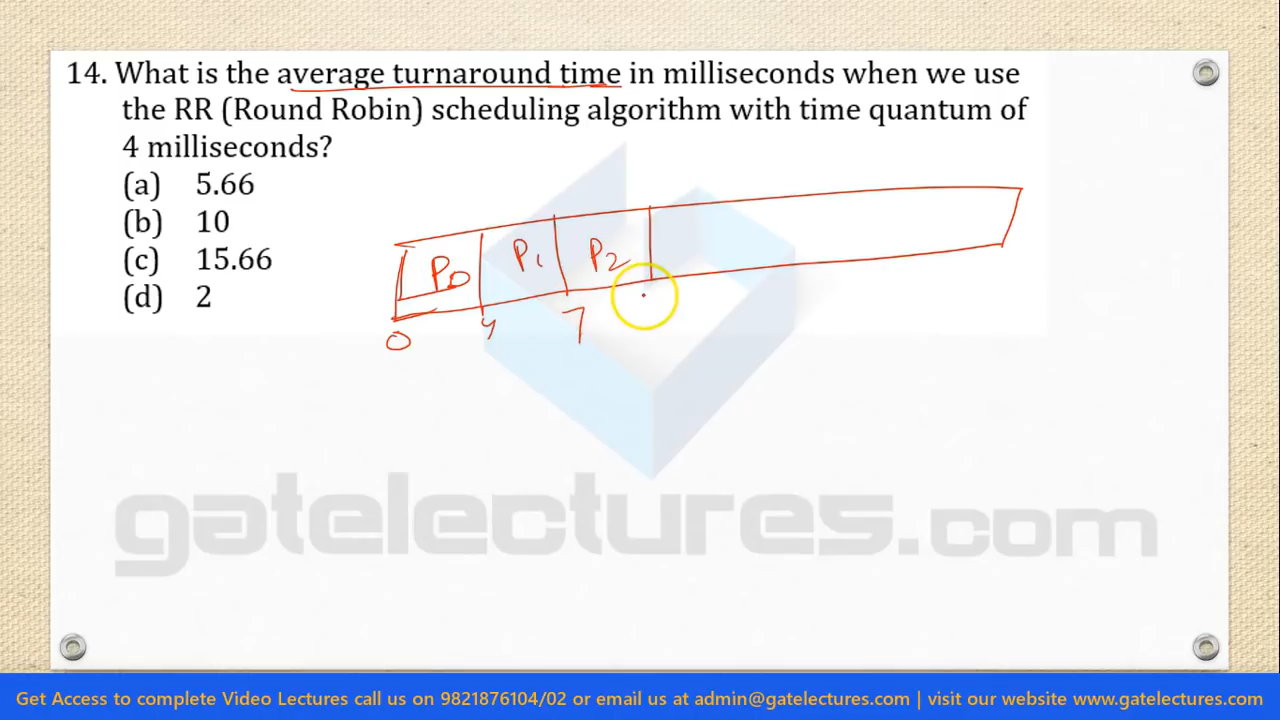 14. What is the average turnaround time in milliseconds when we use
the RR (Round Robin) scheduling algorithm with time quantum of
4 milliseconds?
(a) 5.66
(b) 10
(c) 15.66
(d) 2
P0 P1 P2
0 4 7
gatelectures.com
Get Access to complete Video Lectures call us on 9821876104/02 or email us at admin@gatelectures.com | visit our website www.gatelectures.com